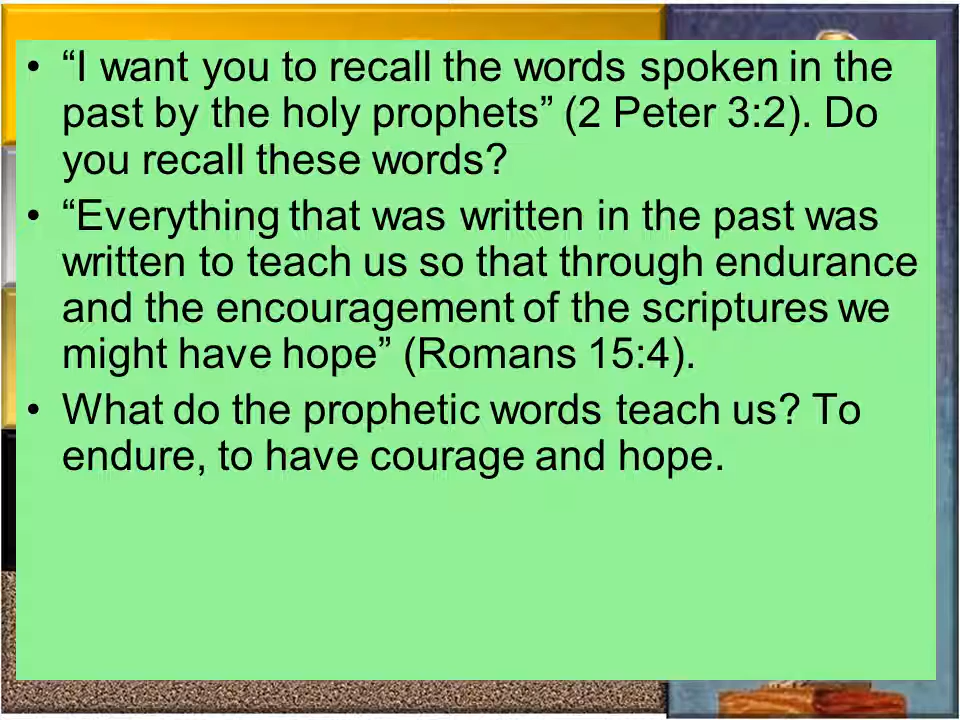 • “I want you to recall the words spoken in the
past by the holy prophets” (2 Peter 3:2). Do
you recall these words?
• “Everything that was written in the past was
written to teach us so that through endurance
and the encouragement of the scriptures we
might have hope” (Romans 15:4).
• What do the prophetic words teach us? To
endure, to have courage and hope.